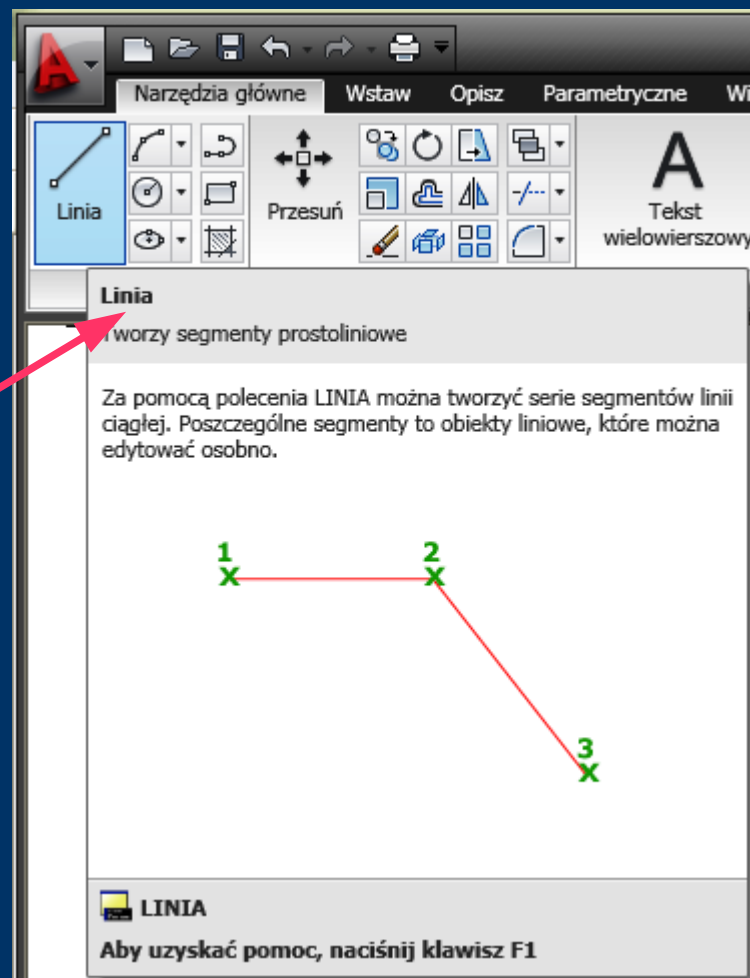 Narzędzia główne Wstaw Opisz Parametryczne
Linia
Przesuń
A
Tekst
wielowierszowy
Linia
Tworzy segmenty prostoliniowe
Za pomocą polecenia LINIA można tworzyć serie segmentów linii
ciągłej. Poszczególne segmenty to obiekty liniowe, które można
edytować osobno.
1
2
3
LINIA
Aby uzyskać pomoc, naciśnij klawisz F1